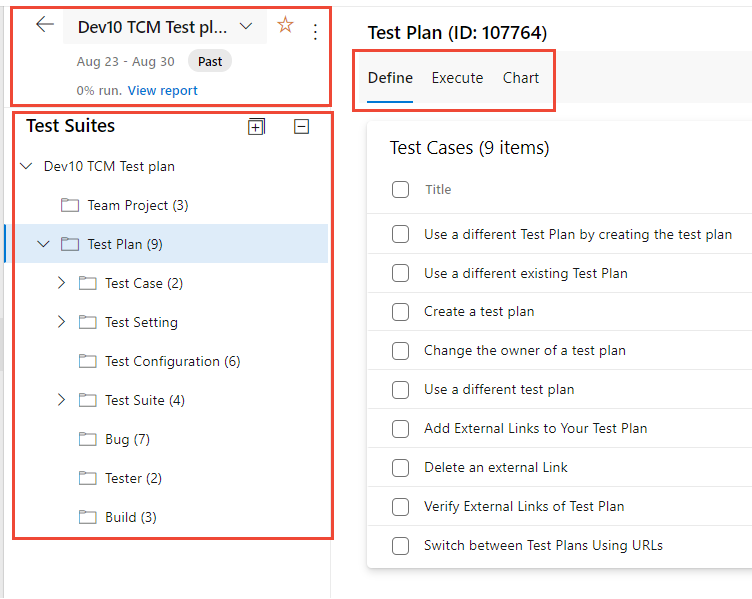 Dev10 TCM Test pl...
Aug 23 - Aug 30 Past
0% run. View report
Test Suites
Dev10 TCM Test plan
Team Project (3)
Test Plan (9)
Test Case (2)
Test Setting
Test Configuration (6)
Test Suite (4)
Bug (7)
Tester (2)
Build (3)
Test Plan (ID: 107764)
Define Execute Chart
Test Cases (9 items)
Title
Use a different Test Plan by creating the test plan
Use a different existing Test Plan
Create a test plan
Change the owner of a test plan
Use a different test plan
Add External Links to Your Test Plan
Delete an external Link
Verify External Links of Test Plan
Switch between Test Plans Using URLs